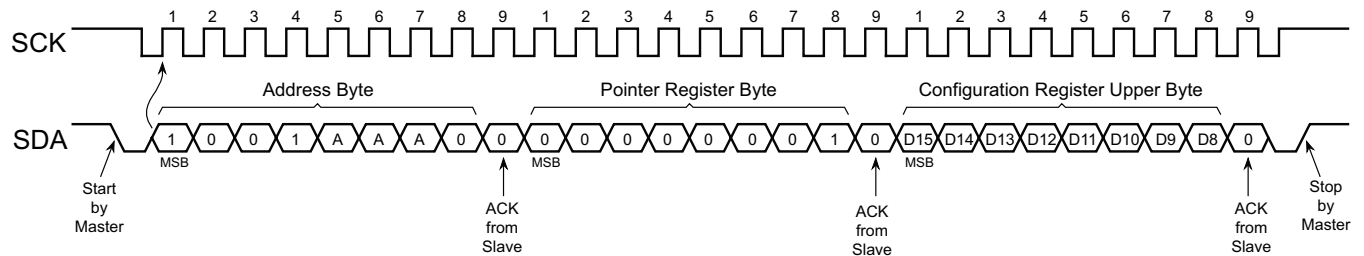 1 2 3 4 5 6 7 8 9 1 2 3 4 5 6 7 8 9 1 2 3 4 5 6 7 8 9
SCK
Address Byte Pointer Register Byte Configuration Register Upper Byte
SDA 1 0 0 1 A A A 0 0 0 0 0 0 0 0 0 1 0 D15 D14 D13 D12 D11 D10 D9 D8 0
MSB MSB MSB
Start
by
Master
ACK
from
Slave
ACK
from
Slave
ACK
from
Slave
Stop
by
Master